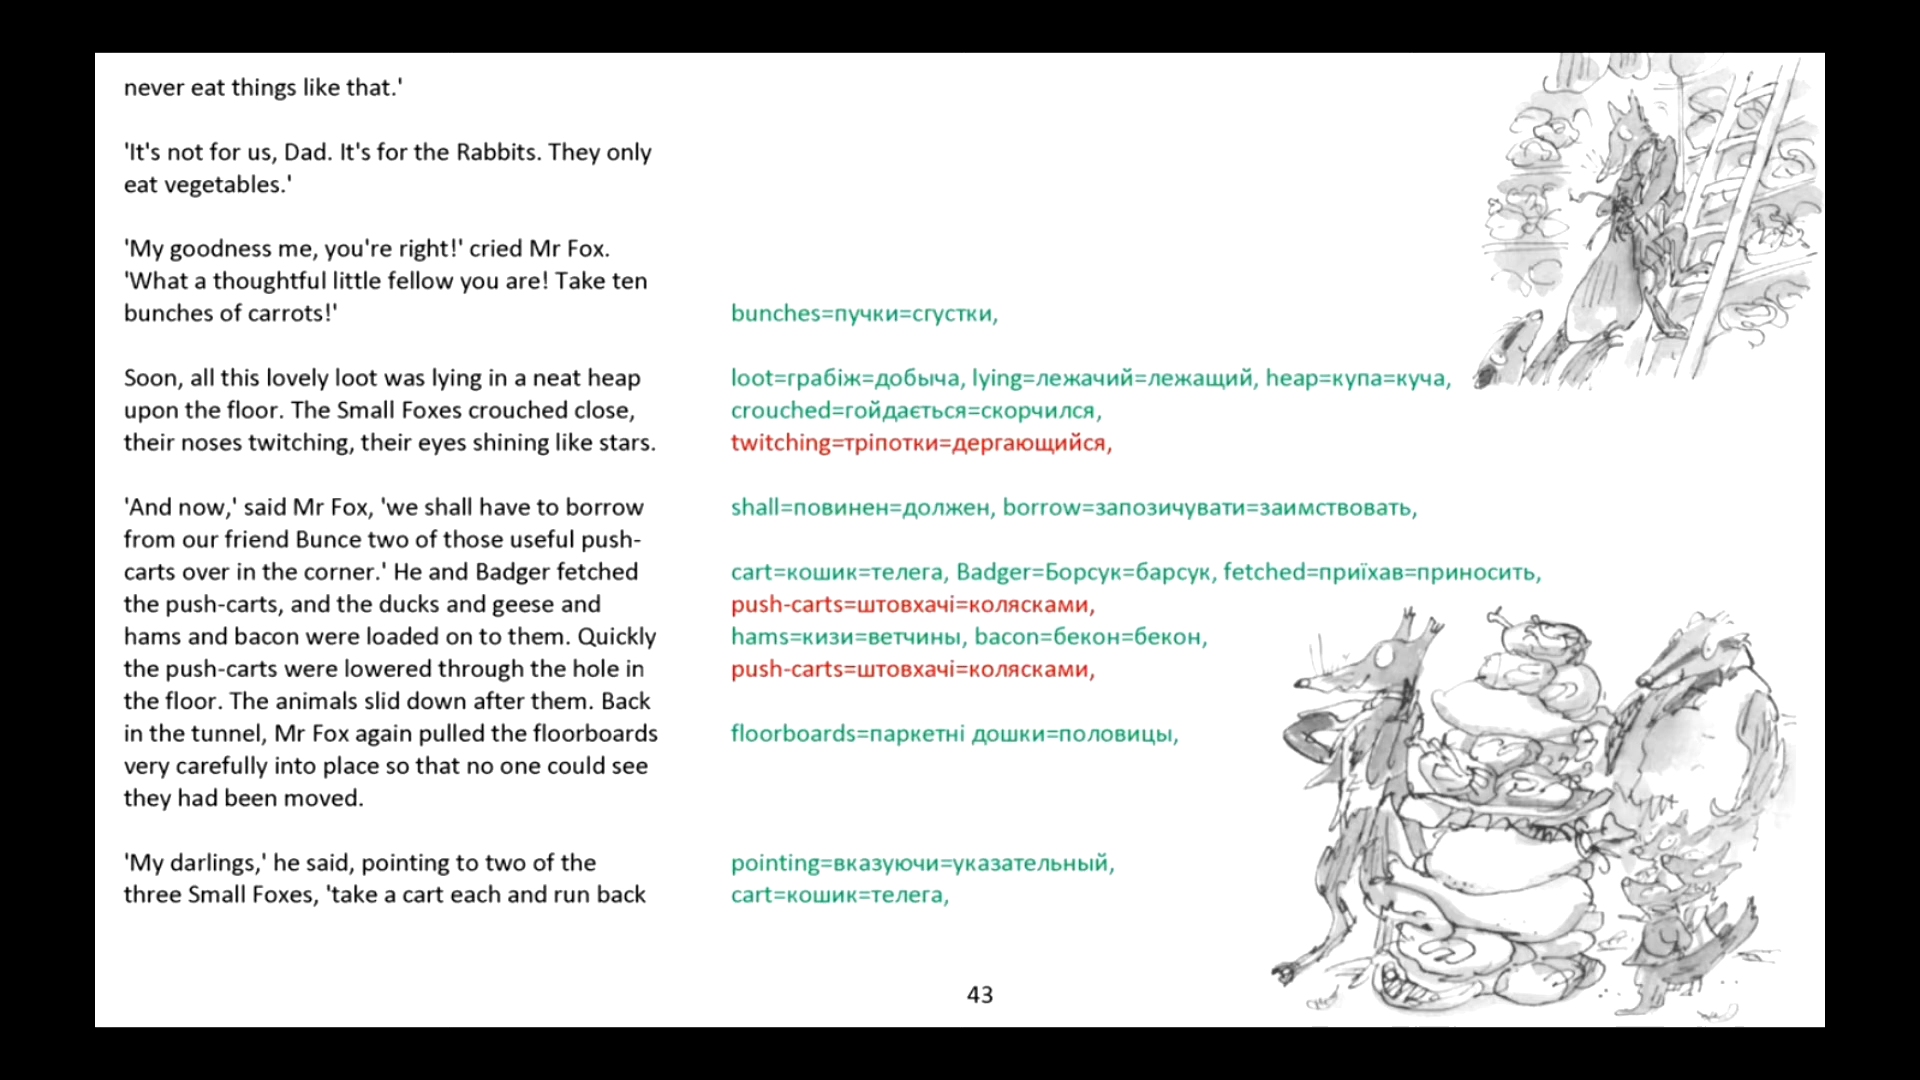 never eat things like that.'
'It's not for us, Dad. It's for the Rabbits. They only
eat vegetables.'
'My goodness me, you're right!' cried Mr Fox.
'What a thoughtful little fellow you are! Take ten
bunches of carrots!'
bunches=пучки=сгустки,
Soon, all this lovely loot was lying in a neat heap
loot=грабіж=добыча, lying=лежачий=лежащий, heap=купа=куча,
upon the floor. The Small Foxes crouched close,
crouched=гойдається=скорчился,
their noses twitching, their eyes shining like stars.
twitching=тріпотки=дергающийся,
'And now,' said Mr Fox, 'we shall have to borrow
shall=повинен=должен, borrow=запозичувати=заимствовать,
from our friend Bunce two of those useful push-
carts over in the corner.' He and Badger fetched
cart=кошик=телега, Badger=Борсук=барсук, fetched=приїхав=приносить,
the push-carts, and the ducks and geese and
push-carts=штовхачі=колясками,
hams and bacon were loaded on to them. Quickly
hams=кизи=ветчины, bacon=бекон=бекон,
the push-carts were lowered through the hole in
push-carts=штовхачі=колясками,
the floor. The animals slid down after them. Back
in the tunnel, Mr Fox again pulled the floorboards
floorboards=паркетні дошки=половицы,
very carefully into place so that no one could see
they had been moved.
'My darlings,' he said, pointing to two of the
pointing=вказуючи=указательный,
three Small Foxes, 'take a cart each and run back
cart=кошик=телега,
43